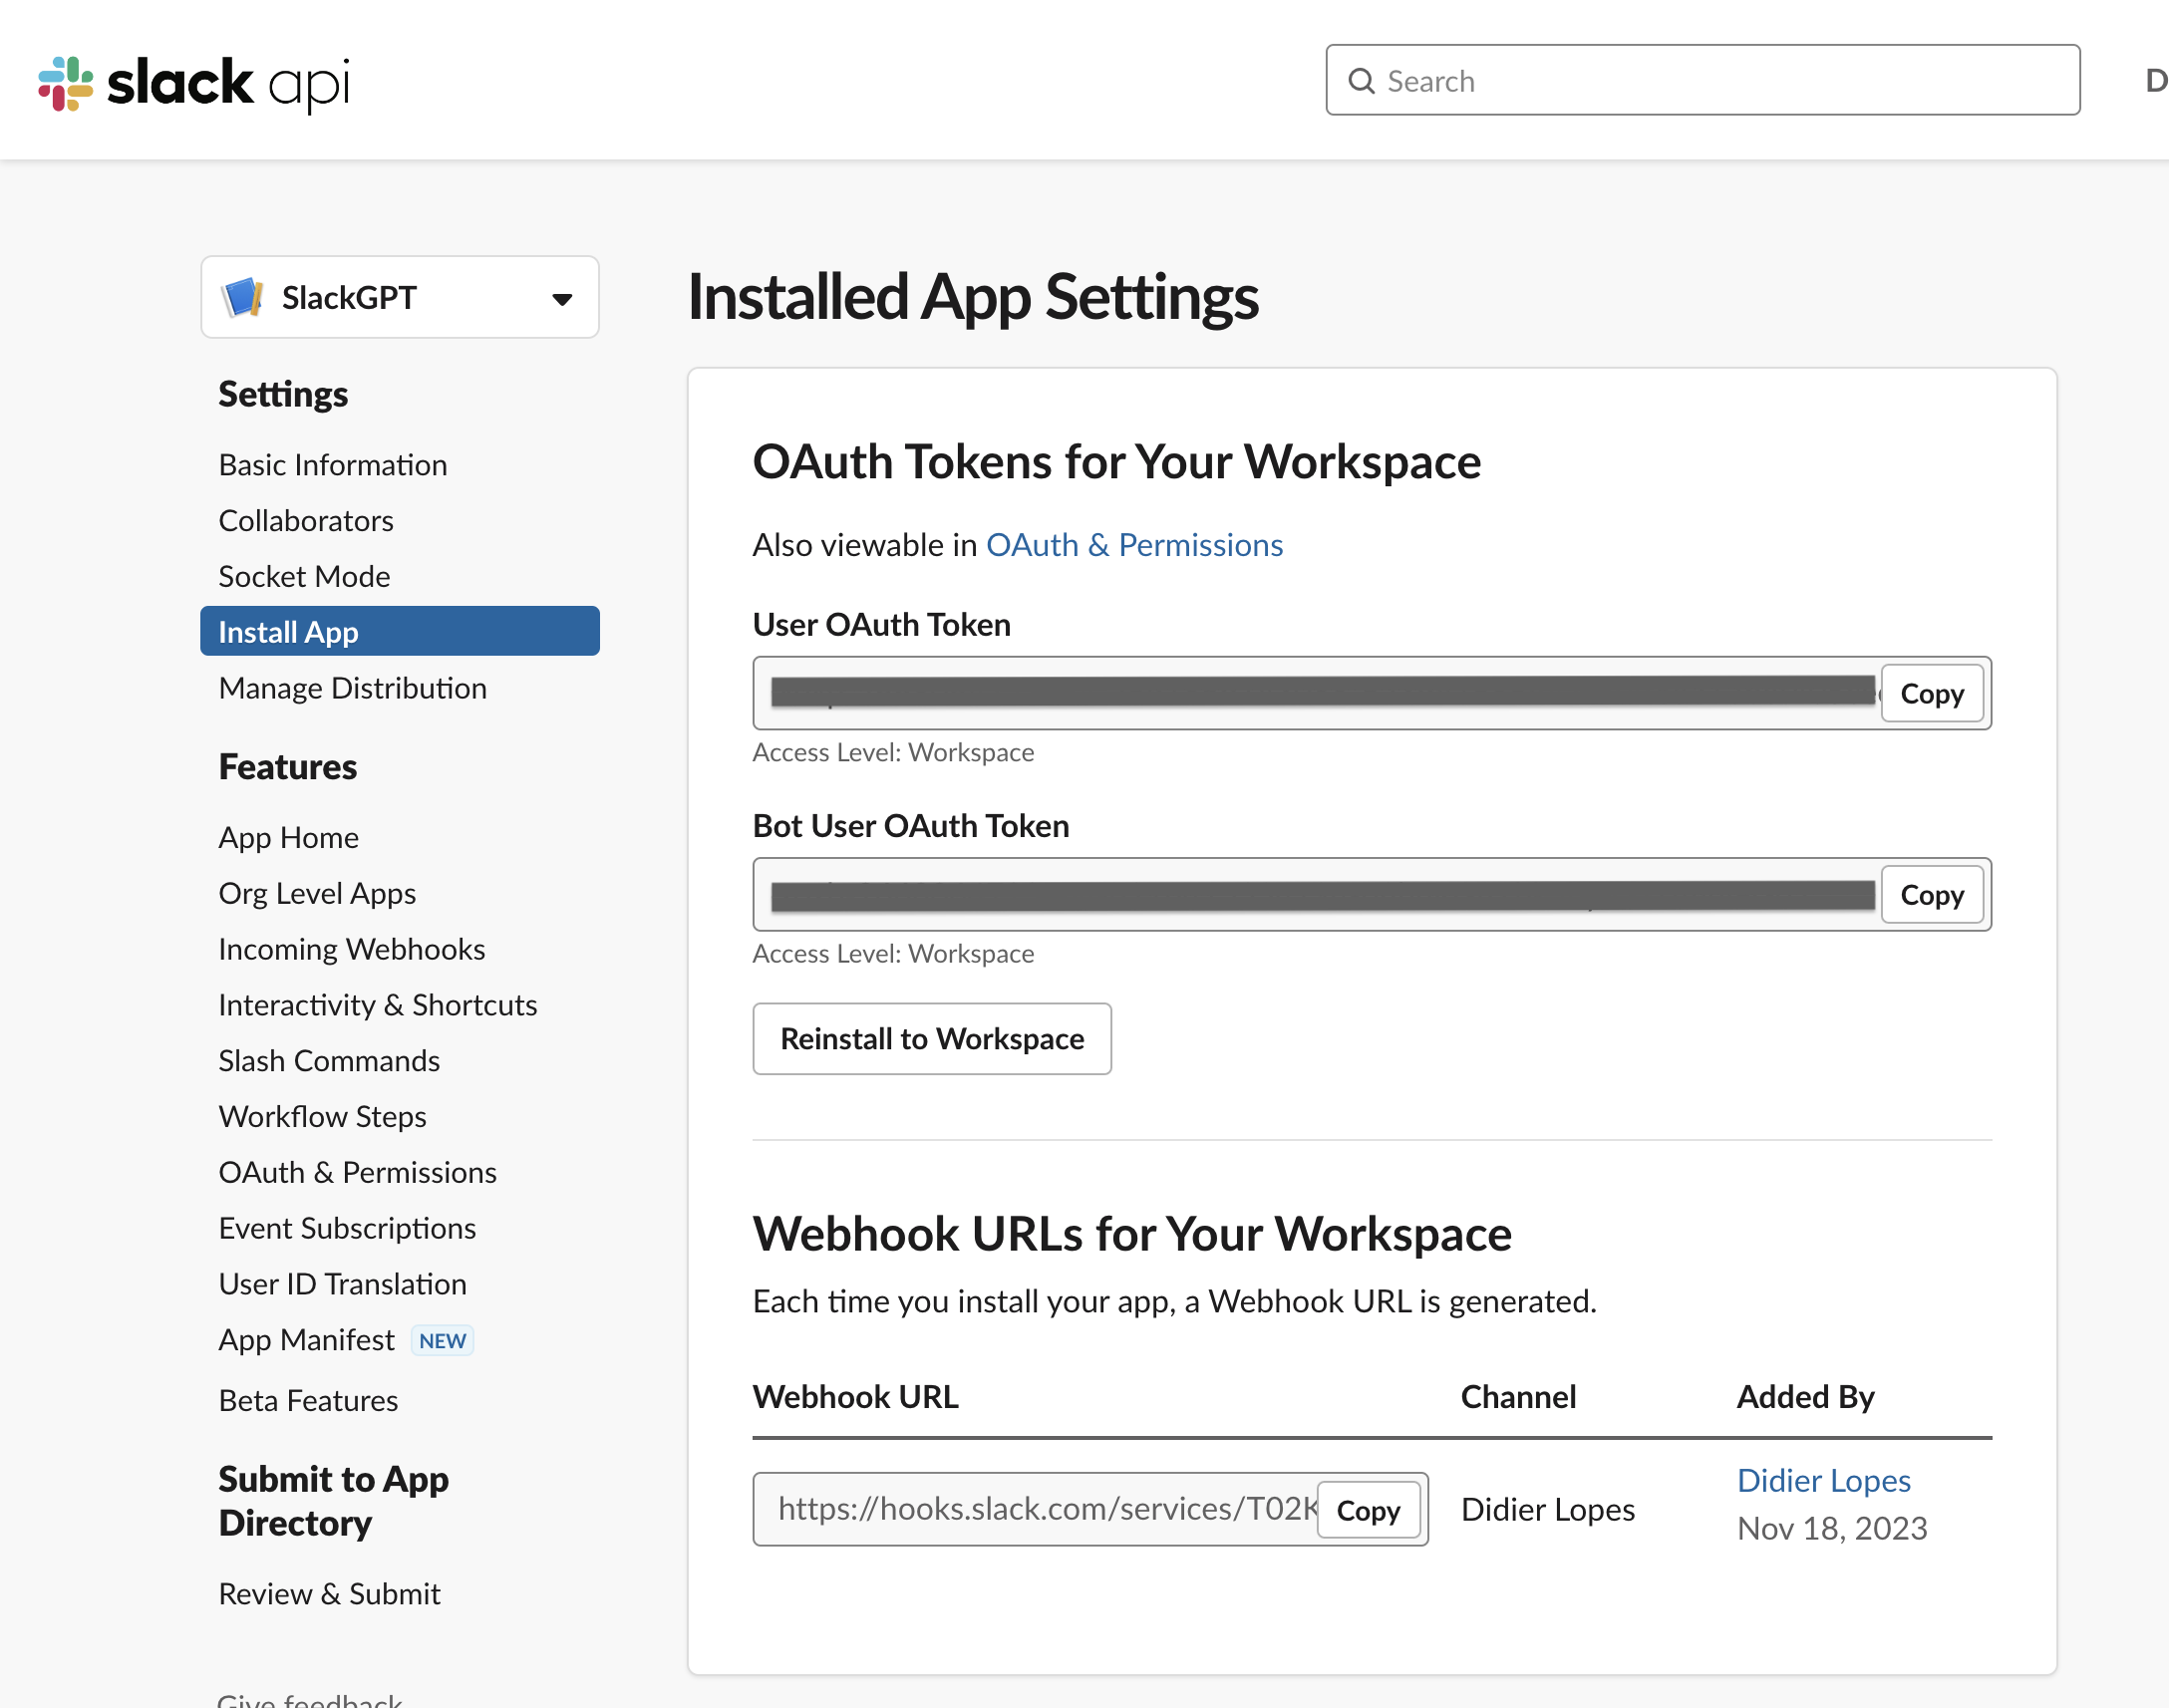 slack api
Search
D
SlackGPT
Settings
Basic Information
Collaborators
Socket Mode
Install App
Manage Distribution
Features
App Home
Org Level Apps
Incoming Webhooks
Interactivity & Shortcuts
Slash Commands
Workflow Steps
OAuth & Permissions
Event Subscriptions
User ID Translation
App Manifest NEW
Beta Features
Submit to App
Directory
Review & Submit
Give feedback
Installed App Settings
OAuth Tokens for Your Workspace
Also viewable in OAuth & Permissions
User OAuth Token
Copy
Access Level: Workspace
Bot User OAuth Token
Copy
Access Level: Workspace
Reinstall to Workspace
Webhook URLs for Your Workspace
Each time you install your app, a Webhook URL is generated.
Webhook URL Channel Added By
https://hooks.slack.com/services/T02K Copy Didier Lopes Didier Lopes
Nov 18, 2023